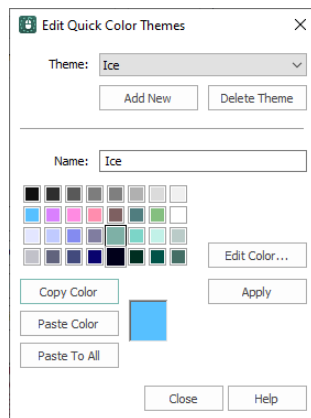 Edit Quick Color Themes
Theme: Ice
Add New Delete Theme
Name: Ice
Edit Color...
Copy Color Apply
Paste Color
Paste To All
Close Help